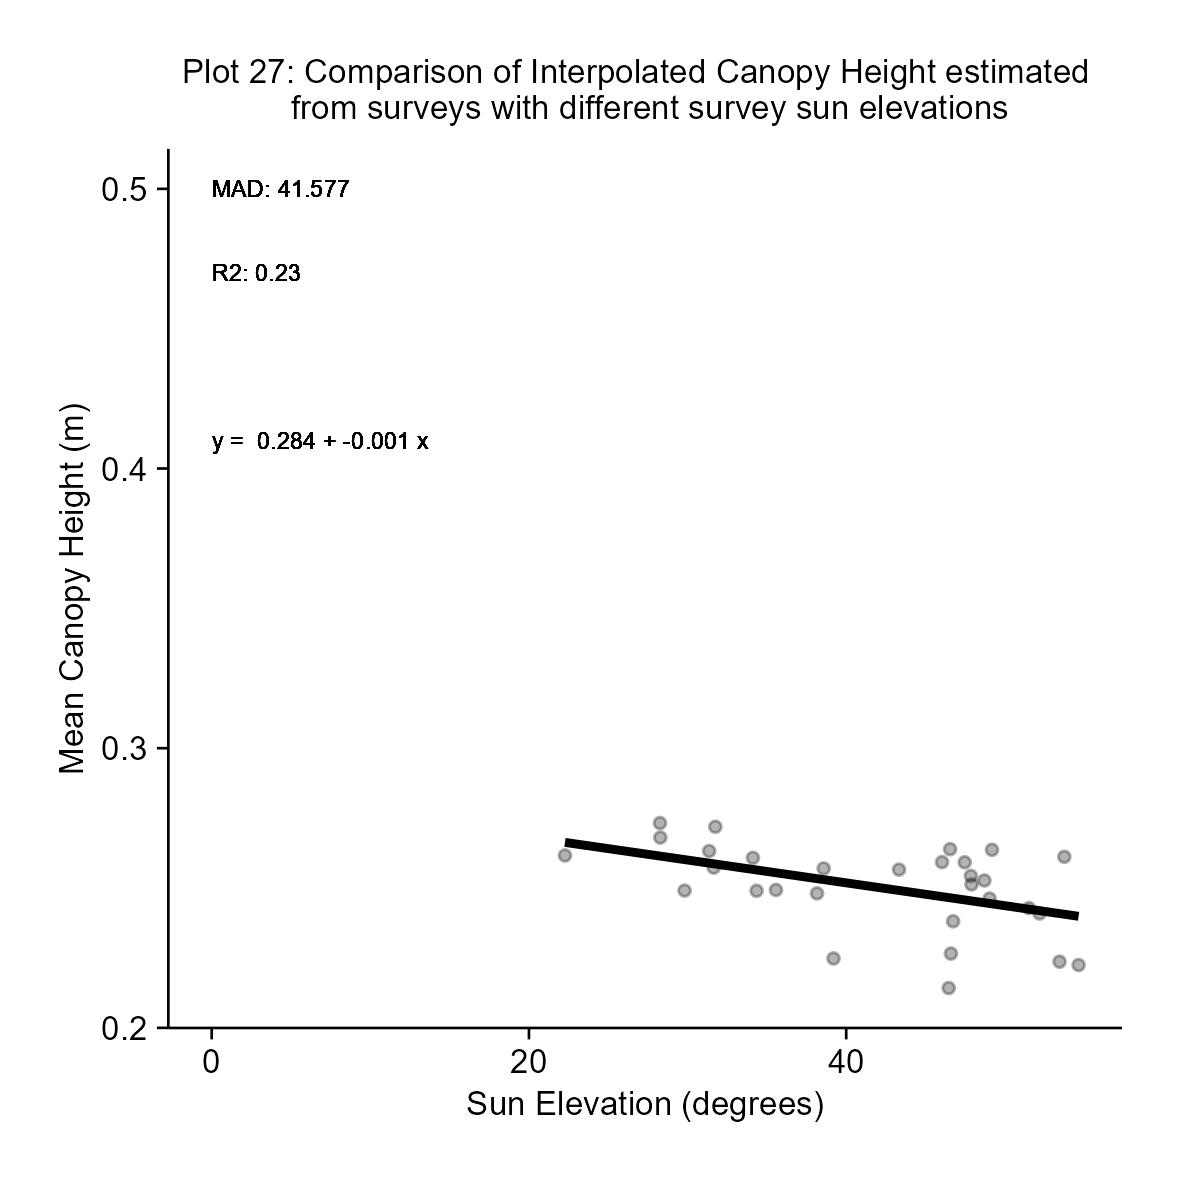 Plot 27: Comparison of Interpolated Canopy Height estimated
from surveys with different survey sun elevations
MAD: 41.577
R2: 0.23
y =  0.284 + -0.001 x
Mean Canopy Height (m)
0.5
0.4
0.3
0.2
0
20
40
Sun Elevation (degrees)